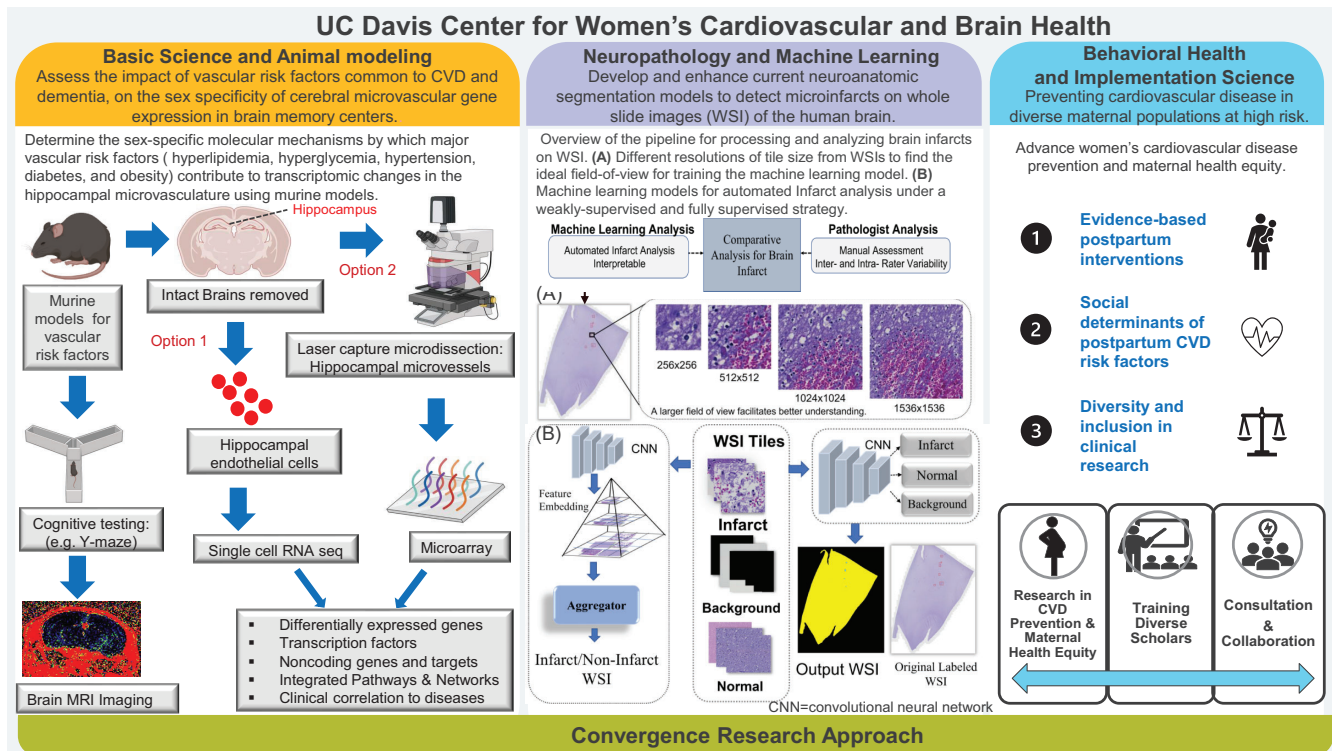 UC Davis Center for Women's Cardiovascular and Brain Health
Basic Science and Animal modeling
Assess the impact of vascular risk factors common to CVD and
dementia, on the sex specificity of cerebral microvascular gene
expression in brain memory centers.
Determine the sex-specific molecular mechanisms by which major
vascular risk factors ( hyperlipidemia, hyperglycemia, hypertension,
diabetes, and obesity) contribute to transcriptomic changes in the
hippocampal microvasculature using murine models.
Hippocampus
Option 2
Intact Brains removed
Murine
models for
vascular
risk factors
Option 1
Laser capture microdissection:
Hippocampal microvessels
Hippocampal
endothelial cells
Cognitive testing:
(e.g. Y-maze)
Single cell RNA seq
Microarray
▪ Differentially expressed genes
▪ Transcription factors
▪ Noncoding genes and targets
▪ Integrated Pathways & Networks
▪ Clinical correlation to diseases
Brain MRI Imaging
Neuropathology and Machine Learning
Develop and enhance current neuroanatomic
segmentation models to detect microinfarcts on whole
slide images (WSI) of the human brain.
Overview of the pipeline for processing and analyzing brain infarcts
on WSI. (A) Different resolutions of tile size from WSIs to find the
ideal field-of-view for training the machine learning model. (B)
Machine learning models for automated Infarct analysis under a
weakly-supervised and fully supervised strategy.
Machine Learning Analysis
Automated Infarct Analysis
Interpretable
Comparative
Analysis for Brain
Infarct
Pathologist Analysis
Manual Assessment
Inter- and Intra- Rater Variability
(A)
256x256
512x512
1024x1024
1536x1536
A larger field of view facilitates better understanding.
(B)
CNN
Feature
Embedding
Aggregator
Infarct/Non-Infarct
WSI
WSI Tiles
Infarct
Background
Normal
CNN
Infarct
Normal
Background
Output WSI
Original Labeled
WSI
CNN=convolutional neural network
Behavioral Health
and Implementation Science
Preventing cardiovascular disease in
diverse maternal populations at high risk.
Advance women's cardiovascular disease
prevention and maternal health equity.
1
Evidence-based
postpartum
interventions
2
Social
determinants of
postpartum CVD
risk factors
3
Diversity and
inclusion in
clinical
research
Research in
CVD
Prevention &
Maternal
Health Equity
Training
Diverse
Scholars
Consultation
&
Collaboration
Convergence Research Approach